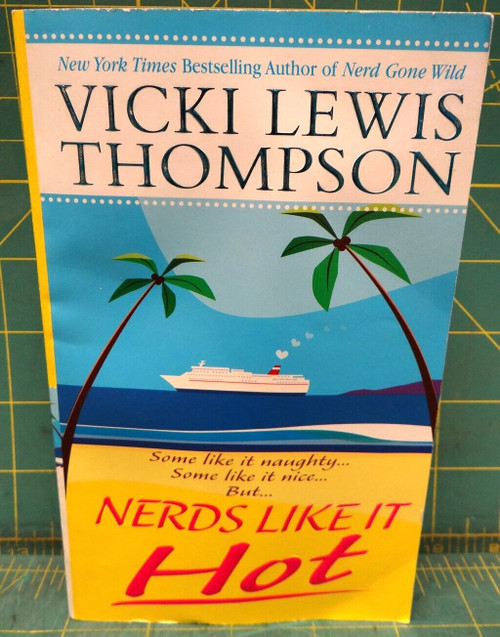 New York Times Bestselling Author of Nerd Gone Wild
VICKI LEWIS
THOMPSON
Some like it naughty...
Some like it nice...
But...
NERDS LIKE IT
Hot